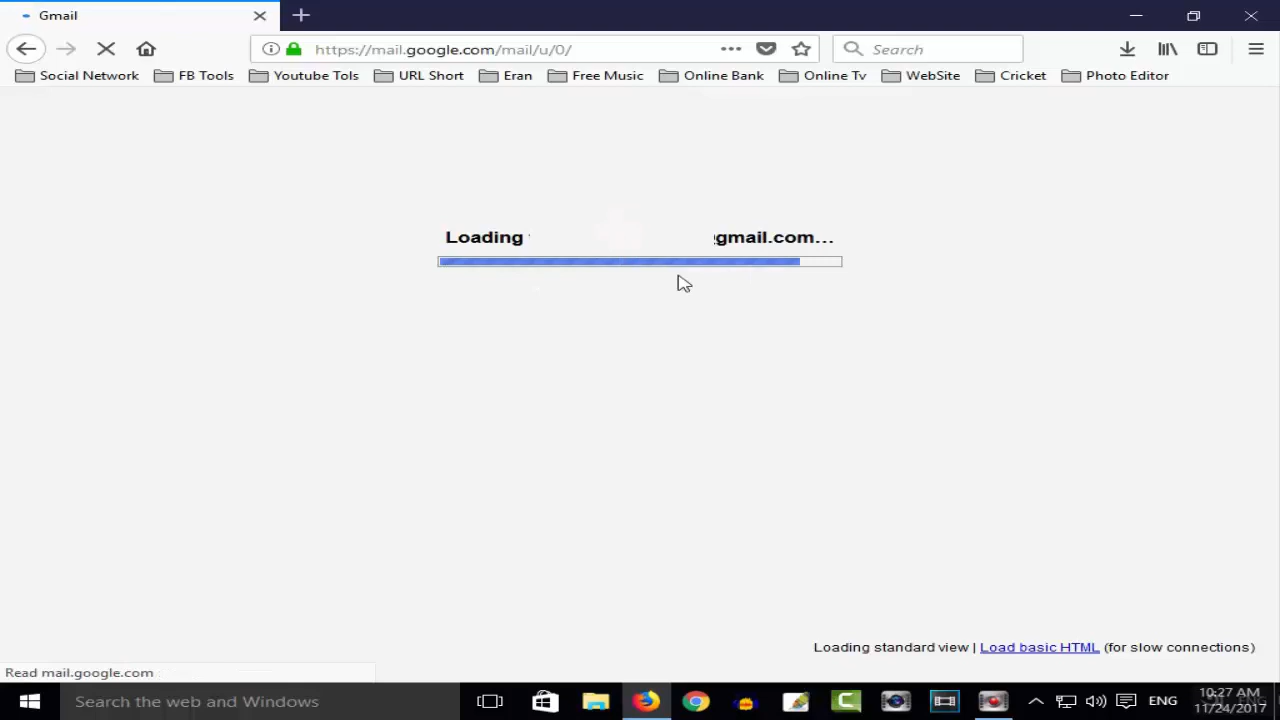 Gmail
https://mail.google.com/mail/u/0/
Search
Social Network FB Tools Youtube Tols URL Short Eran Free Music Online Bank Online Tv WebSite Cricket Photo Editor
Loading @gmail.com...
Loading standard view | Load basic HTML (for slow connections)
Read mail.google.com
Search the web and Windows
ENG
10:27 AM
11/24/2017